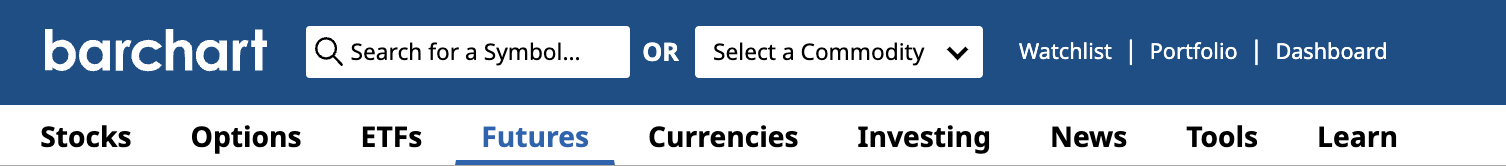 barchart Search for a Symbol... OR Select a Commodity Watchlist | Portfolio | Dashboard
Stocks Options ETFs Futures Currencies Investing News Tools Learn